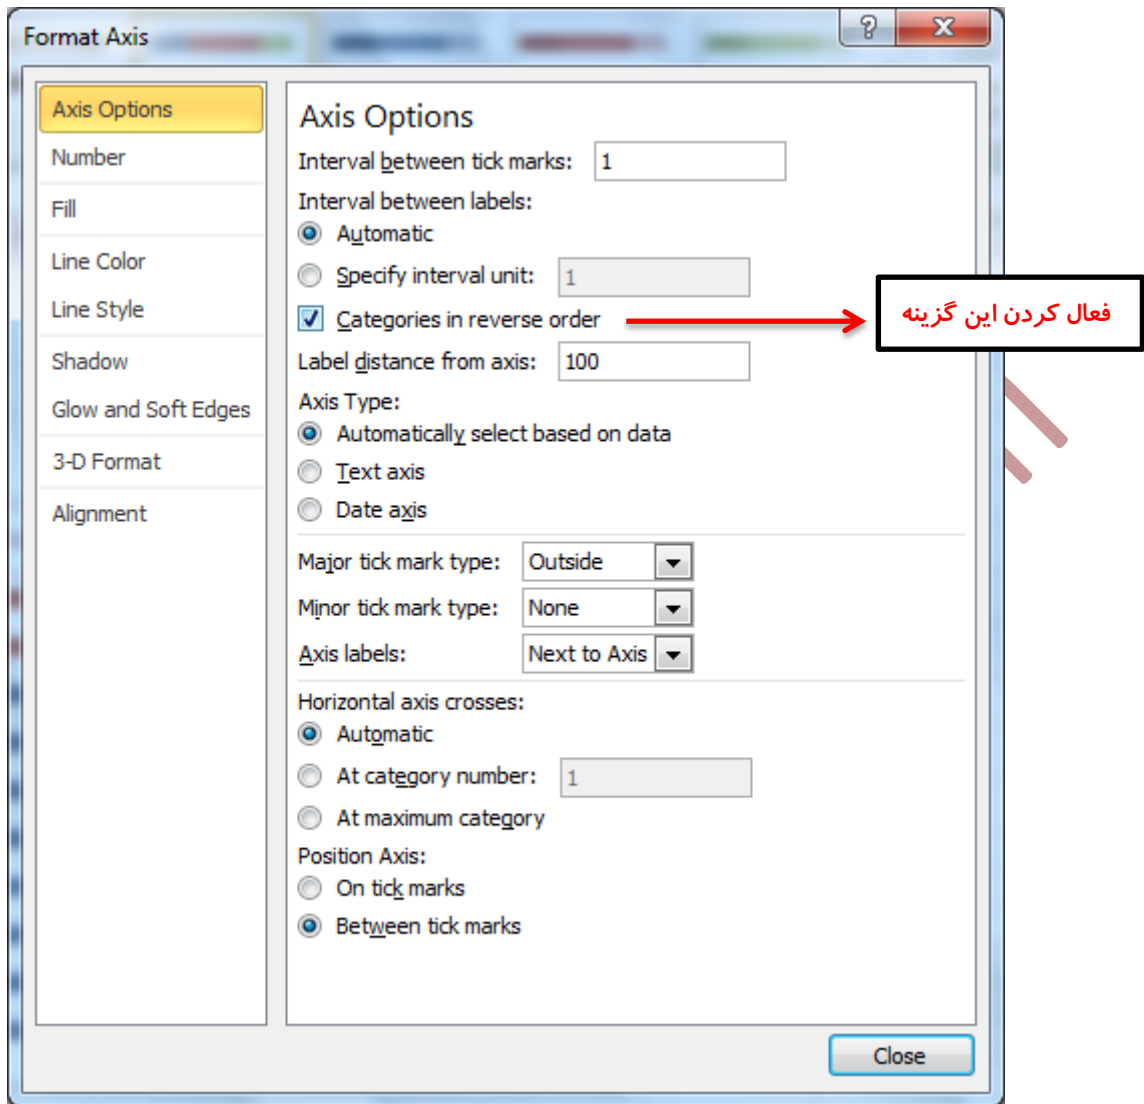 Format Axis
Axis Options
Number
Fill
Line Color
Line Style
Shadow
Glow and Soft Edges
3-D Format
Alignment
Axis Options
Interval between tick marks: 1
Interval between labels:
Automatic
Specify interval unit: 1
Categories in reverse order
فعال کردن این گزینه
Label distance from axis: 100
Axis Type:
Automatically select based on data
Text axis
Date axis
Major tick mark type: Outside
Minor tick mark type: None
Axis labels: Next to Axis
Horizontal axis crosses:
Automatic
At category number: 1
At maximum category
Position Axis:
On tick marks
Between tick marks
Close